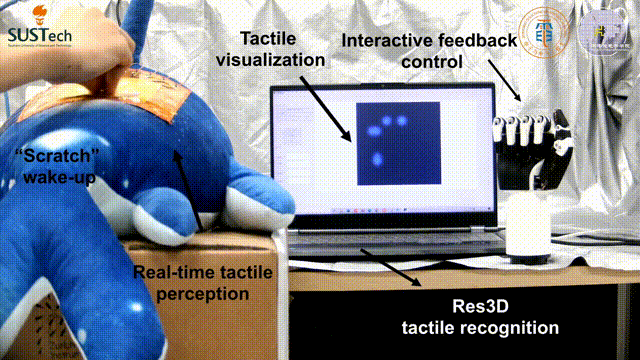 SUSTech
Southern University of Science and Technology
Tactile
visualization
Interactive feedback
control
“Scratch”
wake-up
Real-time tactile
perception
Res3D
tactile recognition